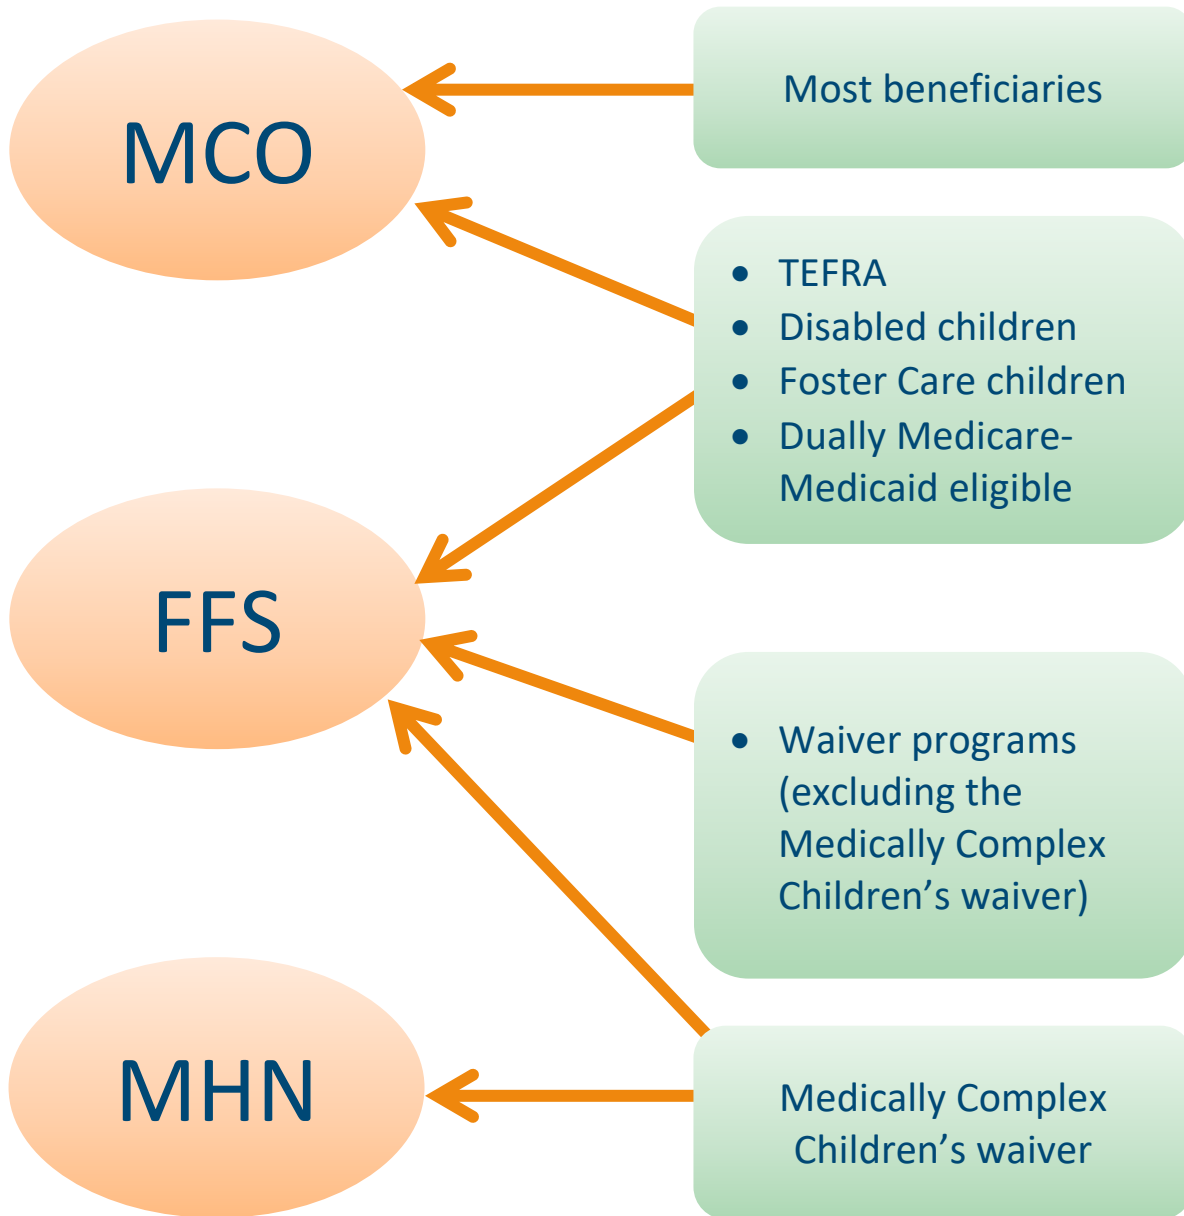 MCO
Most beneficiaries
• TEFRA
• Disabled children
• Foster Care children
• Dually Medicare-
Medicaid eligible
FFS
• Waiver programs
(excluding the
Medically Complex
Children’s waiver)
MHN
Medically Complex
Children’s waiver